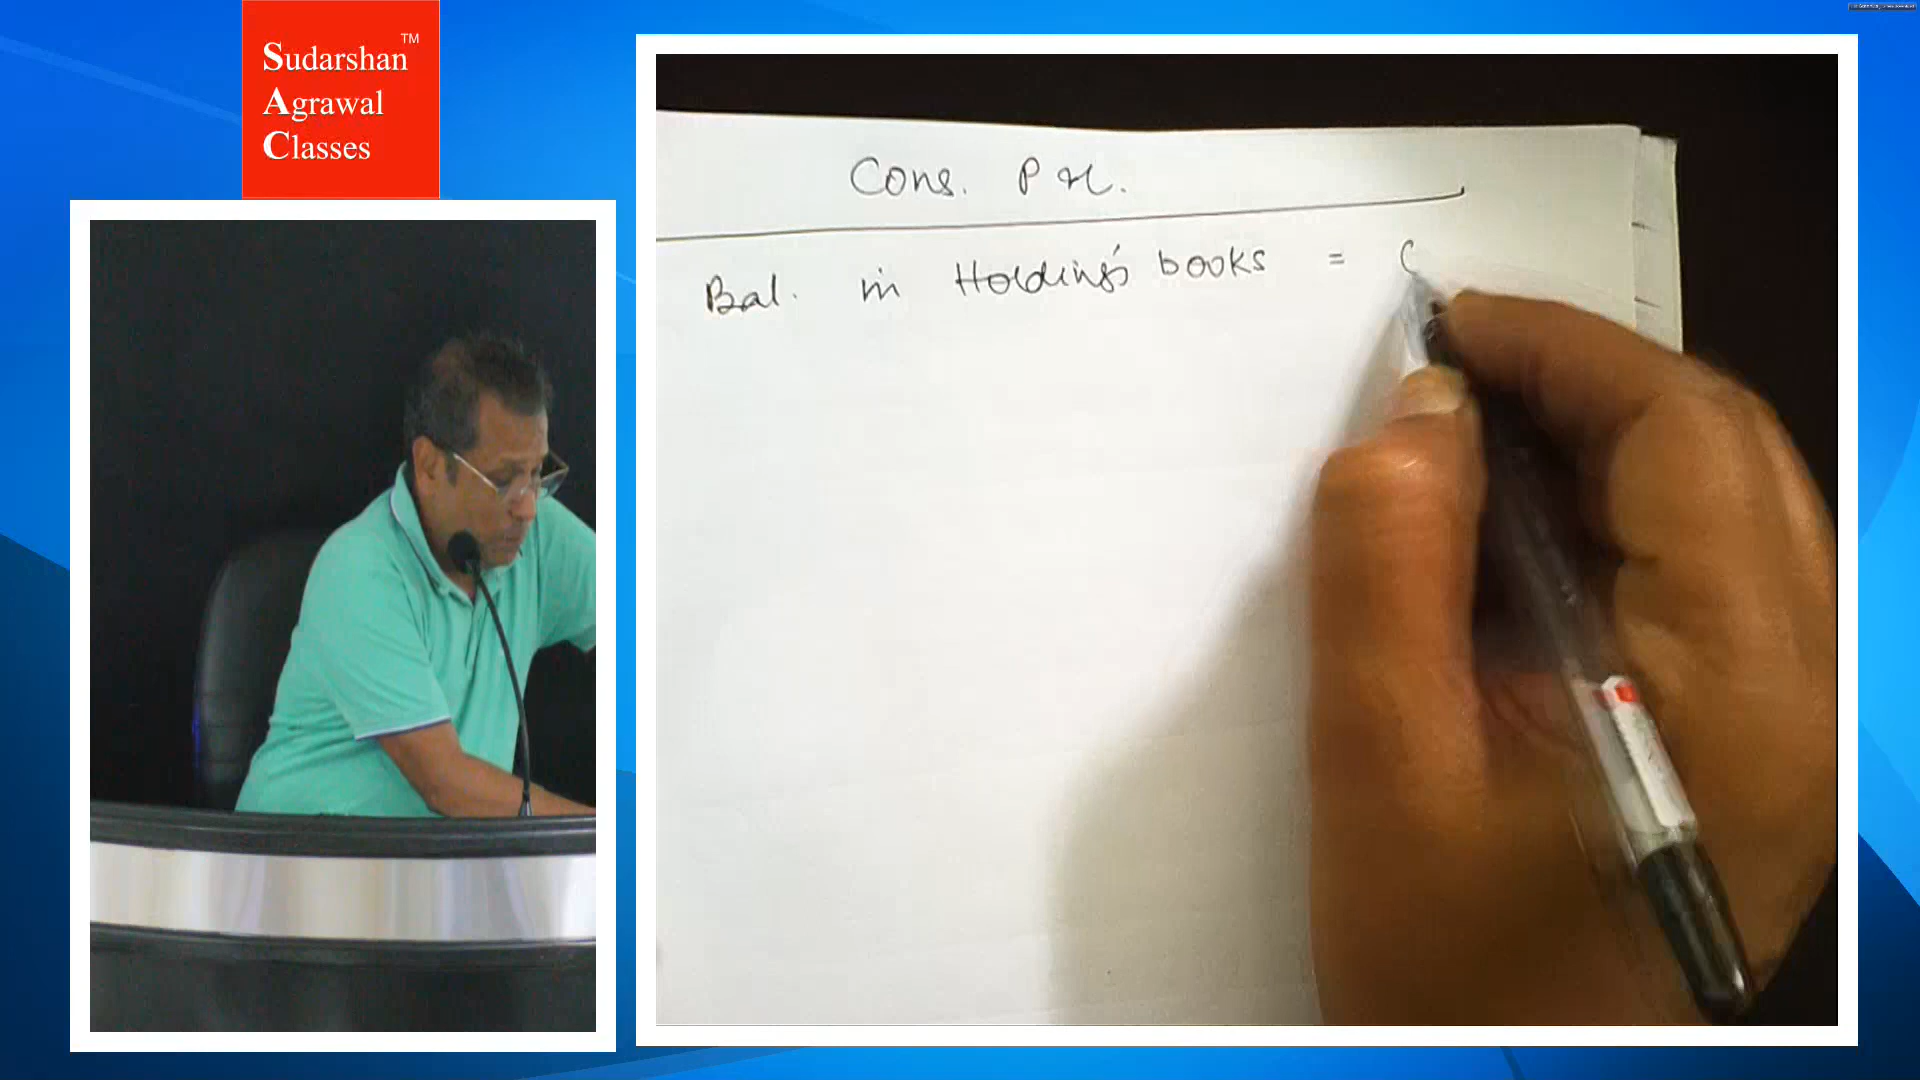 Sudarshan™
Agrawal
Classes
Cons. P &L.
Bal. in Holding's books = (